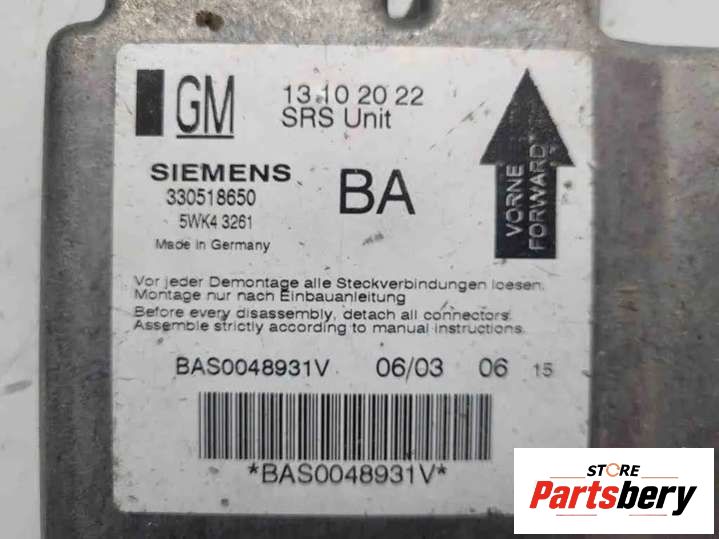 GM
13 10 20 22
SRS Unit
SIEMENS
330518650
5WK4 3261
Made in Germany
BA
VORNE
FORWARD
Vor jeder Demontage alle Steckverbindungen loesen.
Montage nur nach Einbauanleitung
Before every disassembly, detach all connectors.
Assemble strictly according to manual instructions.
BAS0048931V 06/03 06 15
*BAS0048931V*
STORE
Partsbery